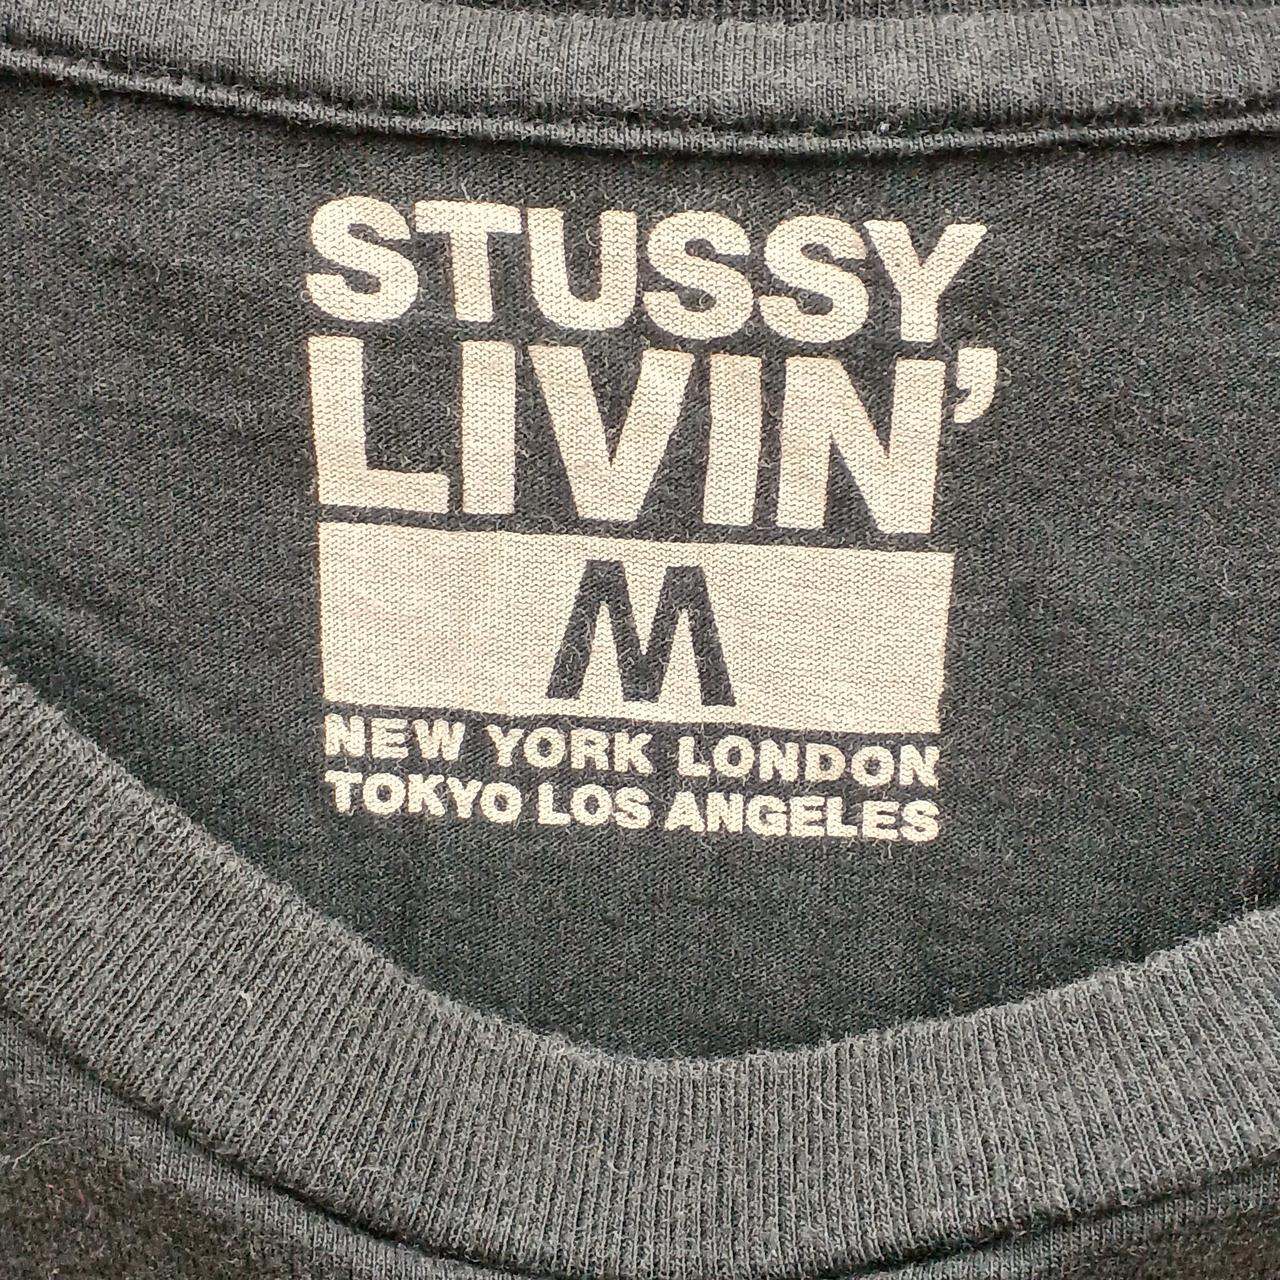 STUSSY
LIVIN'
M
NEW YORK LONDON
TOKYO LOS ANGELES